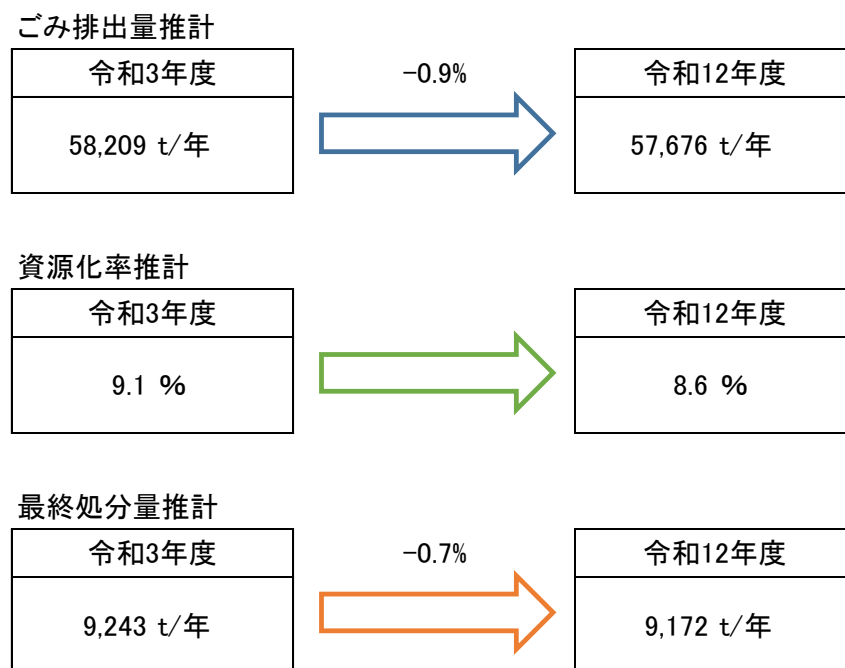 ごみ排出量推計
令和3年度 -0.9% 令和12年度
58,209 t/年 57,676 t/年
資源化率推計
令和3年度 令和12年度
9.1 % 8.6 %
最終処分量推計
令和3年度 -0.7% 令和12年度
9,243 t/年 9,172 t/年